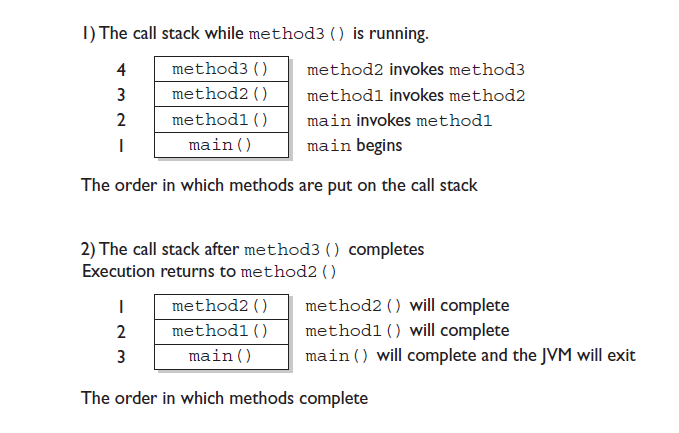 1) The call stack while method3() is running.
4 method3() method2 invokes method3
3 method2() method1 invokes method2
2 method1() main invokes method1
1 main() main begins
The order in which methods are put on the call stack
2) The call stack after method3() completes
Execution returns to method2()
1 method2() method2() will complete
2 method1() method1() will complete
3 main() main() will complete and the JVM will exit
The order in which methods complete